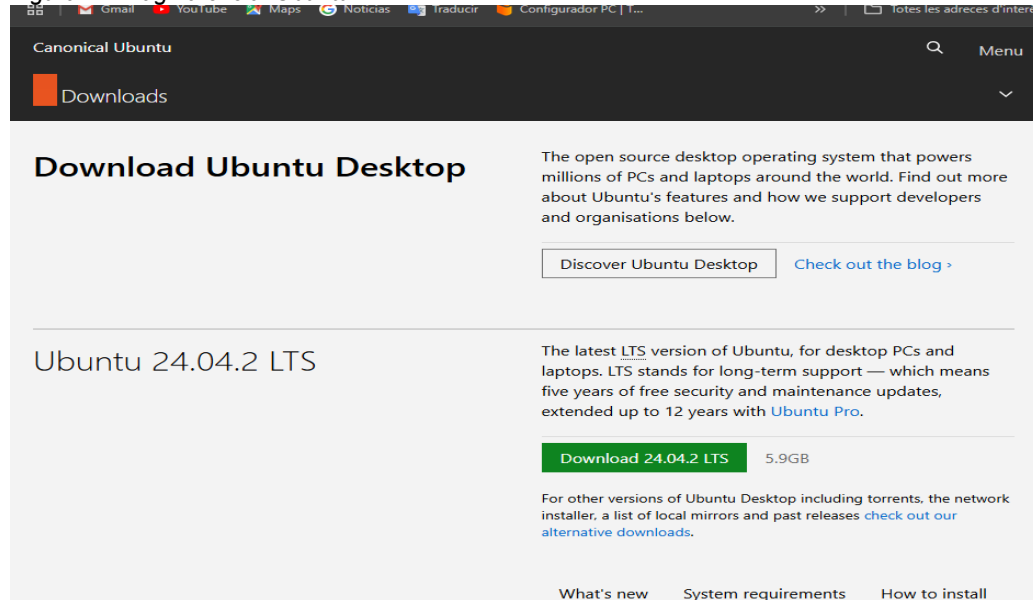 Gmail YouTube Maps Noticias Traducir Configurador PC | T... » Totes les adreces d'intere
Canonical Ubuntu
Menu
Downloads
Download Ubuntu Desktop
The open source desktop operating system that powers
millions of PCs and laptops around the world. Find out more
about Ubuntu's features and how we support developers
and organisations below.
Discover Ubuntu Desktop Check out the blog ›
Ubuntu 24.04.2 LTS
The latest LTS version of Ubuntu, for desktop PCs and
laptops. LTS stands for long-term support — which means
five years of free security and maintenance updates,
extended up to 12 years with Ubuntu Pro.
Download 24.04.2 LTS 5.9GB
For other versions of Ubuntu Desktop including torrents, the network
installer, a list of local mirrors and past releases check out our
alternative downloads.
What's new System requirements How to install